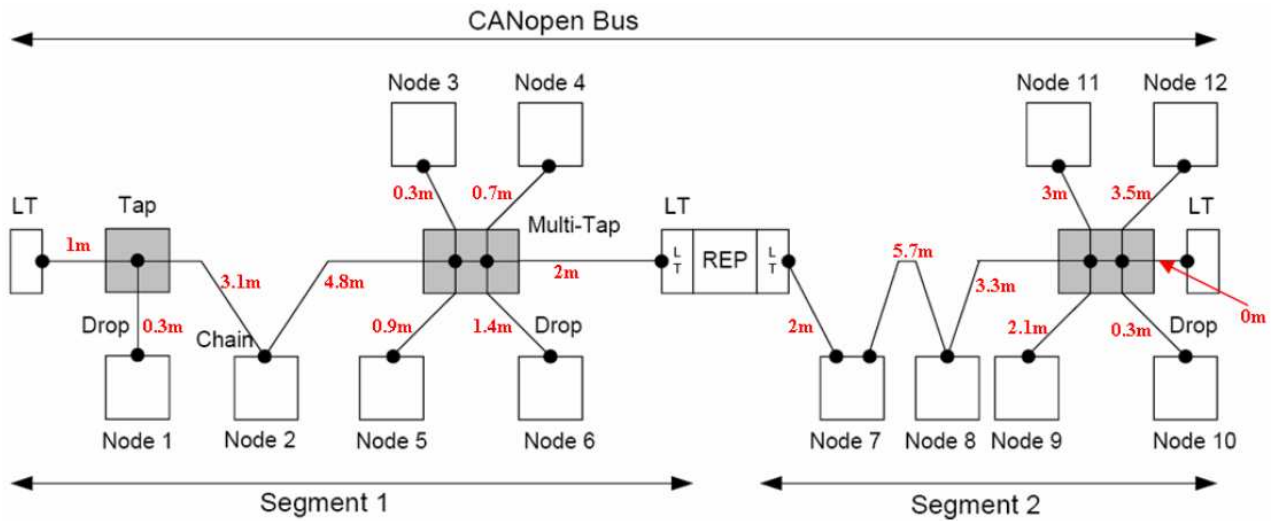 CANopen Bus
Node 3
Node 4
Node 11
Node 12
0.3m
0.7m
3m
3.5m
LT
Tap
Multi-Tap
LT
LT
1m
3.1m
4.8m
2m
LT
REP
LT
5.7m
3.3m
0m
Drop
0.3m
Chain
0.9m
1.4m
Drop
2m
2.1m
0.3m
Drop
Node 1
Node 2
Node 5
Node 6
Node 7
Node 8
Node 9
Node 10
Segment 1
Segment 2